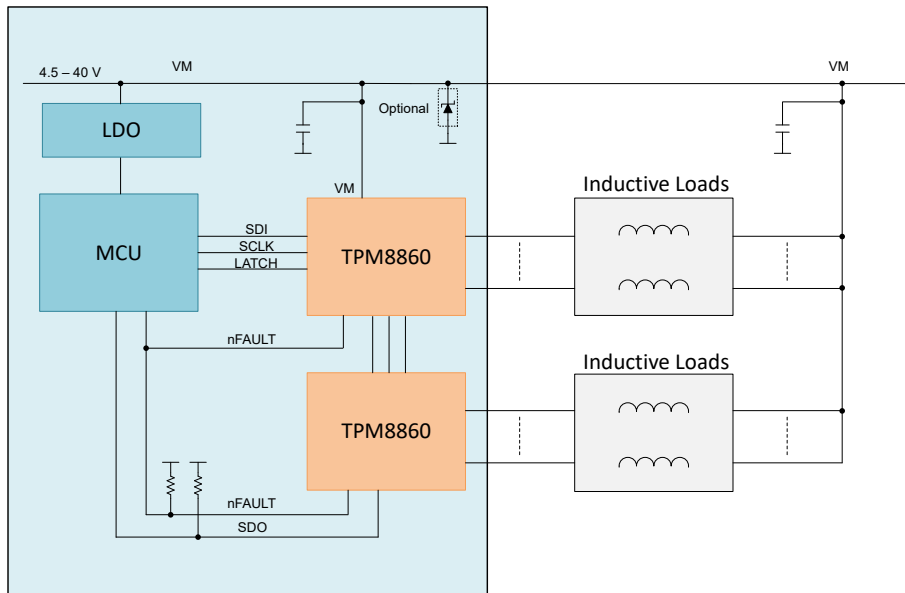 4.5 – 40 V
VM
VM
LDO
Optional
VM
Inductive Loads
MCU
SDI
SCLK
LATCH
TPM8860
nFAULT
Inductive Loads
TPM8860
nFAULT
SDO